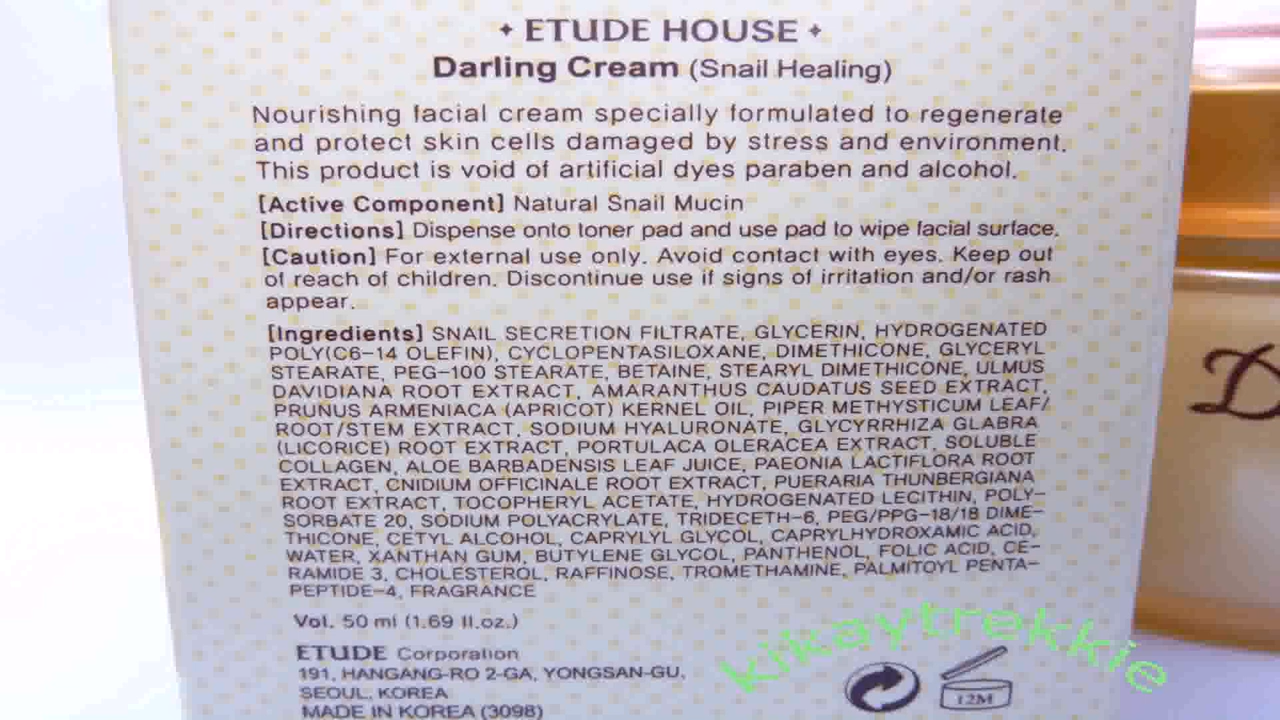 ETUDE HOUSE
Darling Cream (Snail Healing)
Nourishing facial cream specially formulated to regenerate
and protect skin cells damaged by stress and environment.
This product is void of artificial dyes paraben and alcohol.
[Active Component] Natural Snail Mucin
[Directions] Dispense onto toner pad and use pad to wipe facial surface.
[Caution] For external use only. Avoid contact with eyes. Keep out
of reach of children. Discontinue use if signs of irritation and/or rash
appear.
[Ingredients] SNAIL SECRETION FILTRATE, GLYCERIN, HYDROGENATED
POLY(C6-14 OLEFIN), CYCLOPENTASILOXANE, DIMETHICONE, GLYCERYL
STEARATE, PEG-100 STEARATE, BETAINE, STEARYL DIMETHICONE, ULMUS
DAVIDIANA ROOT EXTRACT, AMARANTHUS CAUDATUS SEED EXTRACT,
PRUNUS ARMENIACA (APRICOT) KERNEL OIL, PIPER METHYSTICUM LEAF/
ROOT/STEM EXTRACT, SODIUM HYALURONATE, GLYCYRRHIZA GLABRA
(LICORICE) ROOT EXTRACT, PORTULACA OLERACEA EXTRACT, SOLUBLE
COLLAGEN, ALOE BARBADENSIS LEAF JUICE, PAEONIA LACTIFLORA ROOT
EXTRACT, CNIDIUM OFFICINALE ROOT EXTRACT, PUERARIA THUNBERGIANA
ROOT EXTRACT, TOCOPHERYL ACETATE, HYDROGENATED LECITHIN, POLY-
SORBATE 20, SODIUM POLYACRYLATE, TRIDECETH-6, PEG/PPG-18/18 DIME-
THICONE, CETYL ALCOHOL, CAPRYLYL GLYCOL, CAPRYLHYDROXAMIC ACID,
WATER, XANTHAN GUM, BUTYLENE GLYCOL, PANTHENOL, FOLIC ACID, CE-
RAMIDE 3, CHOLESTEROL, RAFFINOSE, TROMETHAMINE, PALMITOYL PENTA-
PEPTIDE-4, FRAGRANCE
Vol. 50 ml (1.69 fl.oz.)
ETUDE Corporation
191, HANGANG-RO 2-GA, YONGSAN-GU,
SEOUL, KOREA
MADE IN KOREA (3098)
kikaytrekkie
12M